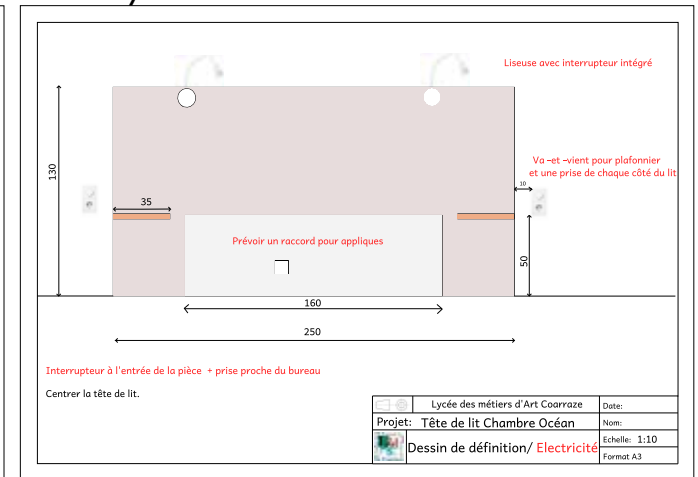 Liseuse avec interrupteur intégré
Va –et –vient pour plafonnier
et une prise de chaque côté du lit
10
130
35
50
Prévoir un raccord pour appliques
160
250
Interrupteur à l'entrée de la pièce + prise proche du bureau
Centrer la tête de lit.
Lycée des métiers d'Art Coarraze
Date:
Projet: Tête de lit Chambre Océan
Nom:
Dessin de définition/ Electricité
Echelle: 1:10
Format A3